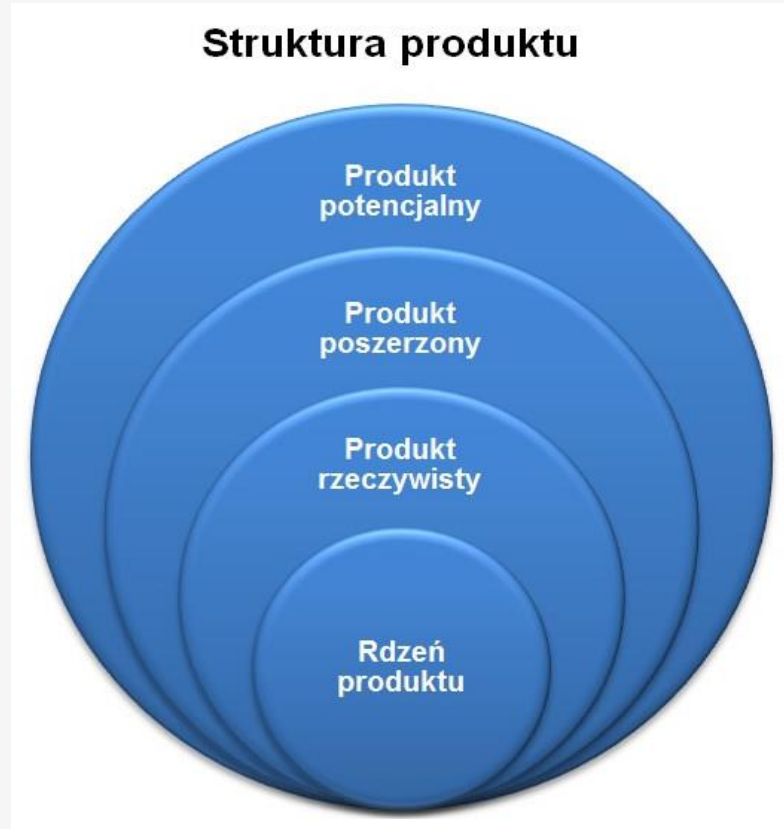 Struktura produktu
Produkt
potencjalny
Produkt
poszerzony
Produkt
rzeczywisty
Rdzeń
produktu